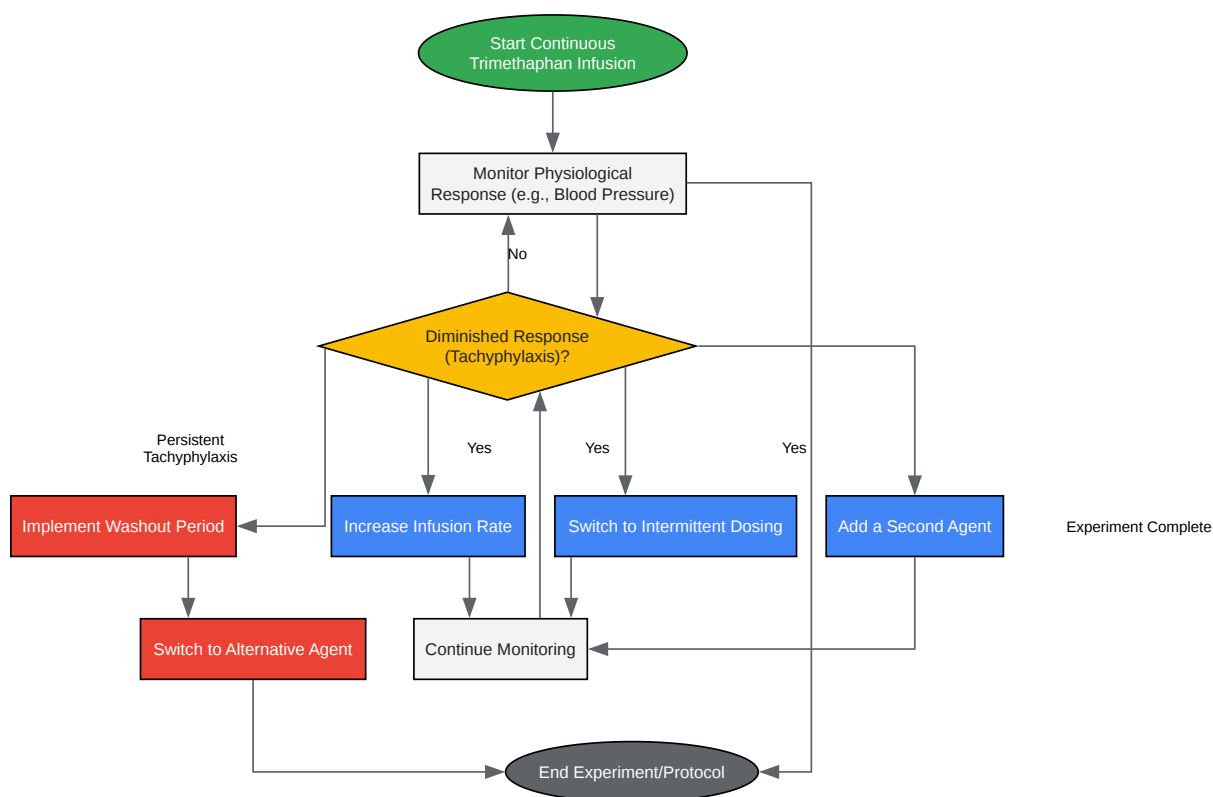 Start Continuous
Trimethaphan Infusion
Monitor Physiological
Response (e.g., Blood Pressure)
No
Diminished Response
(Tachyphylaxis)?
Persistent
Tachyphylaxis
Yes
Yes
Yes
Implement Washout Period
Increase Infusion Rate
Switch to Intermittent Dosing
Add a Second Agent
Experiment Complete
Switch to Alternative Agent
Continue Monitoring
End Experiment/Protocol